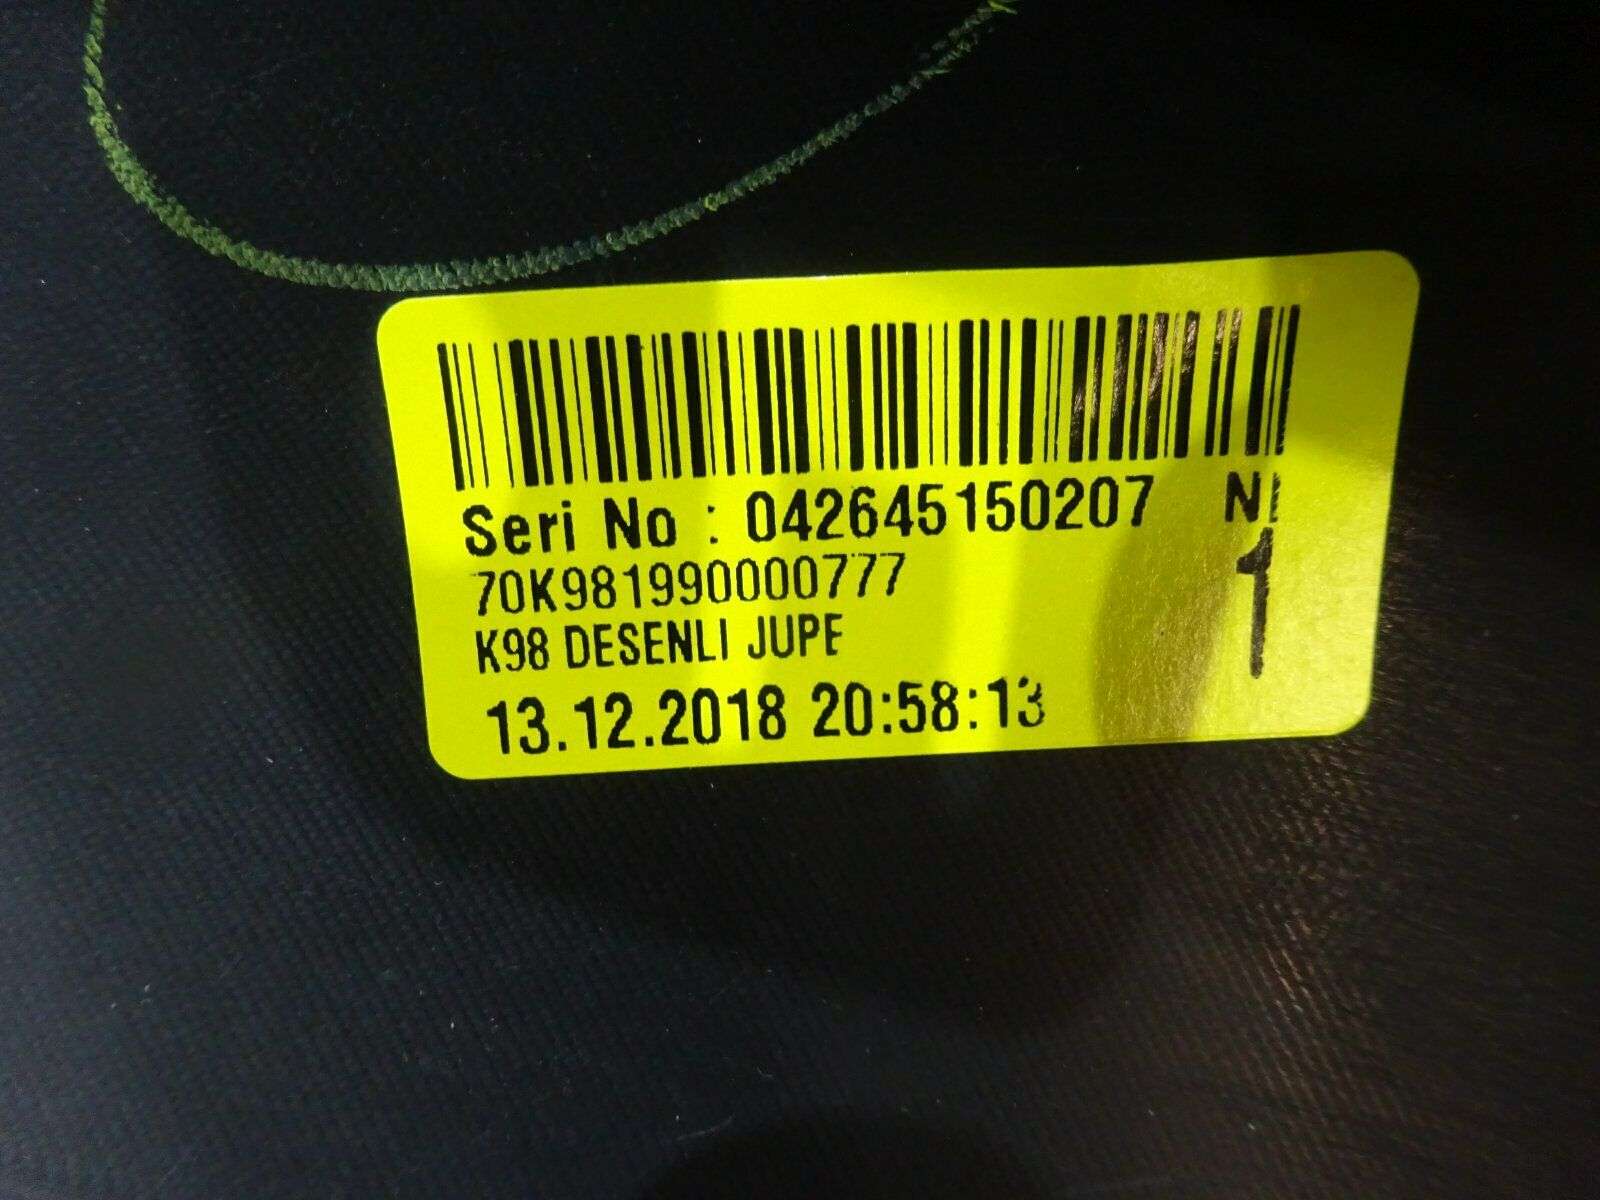 Seri No : 042645150207
70K981990000777
1
K98 DESENLI JUPE
13.12.2018 20:58:13